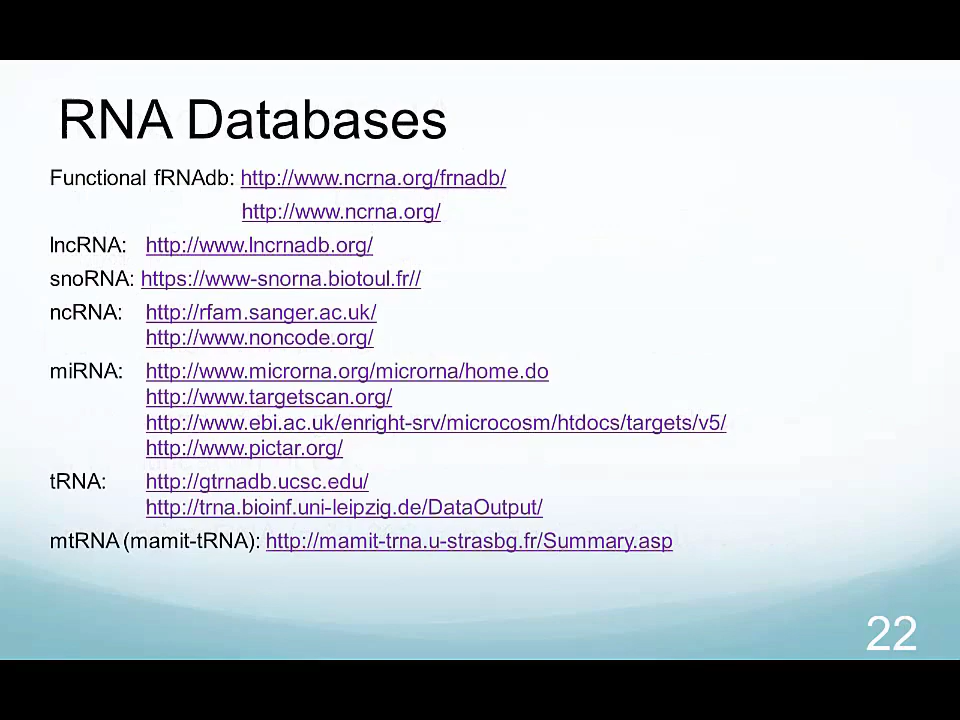 RNA Databases
Functional fRNAdb: http://www.ncrna.org/frnadb/
http://www.ncrna.org/
lncRNA: http://www.lncrnadb.org/
snoRNA: https://www-snorna.biotoul.fr//
ncRNA: http://rfam.sanger.ac.uk/
http://www.noncode.org/
miRNA: http://www.microrna.org/microrna/home.do
http://www.targetscan.org/
http://www.ebi.ac.uk/enright-srv/microcosm/htdocs/targets/v5/
http://www.pictar.org/
tRNA: http://gtrnadb.ucsc.edu/
http://trna.bioinf.uni-leipzig.de/DataOutput/
mtRNA (mamit-tRNA): http://mamit-trna.u-strasbg.fr/Summary.asp
22